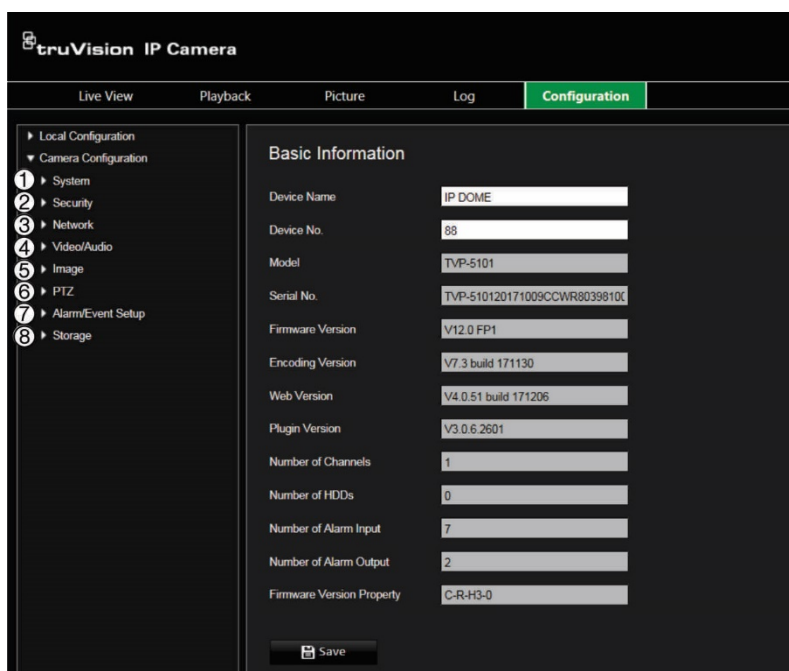 truVision IP Camera
Live View Playback Picture Log Configuration
Local Configuration
Camera Configuration
1 System
2 Security
3 Network
4 Video/Audio
5 Image
6 PTZ
7 Alarm/Event Setup
8 Storage
Basic Information
Device Name IP DOME
Device No. 88
Model TVP-5101
Serial No. TVP-510120171009CCWR8039810
Firmware Version V12.0 FP1
Encoding Version V7.3 build 171130
Web Version V4.0.51 build 171206
Plugin Version V3.0.6.2601
Number of Channels 1
Number of HDDs 0
Number of Alarm Input 7
Number of Alarm Output 2
Firmware Version Property C-R-H3-0
Save